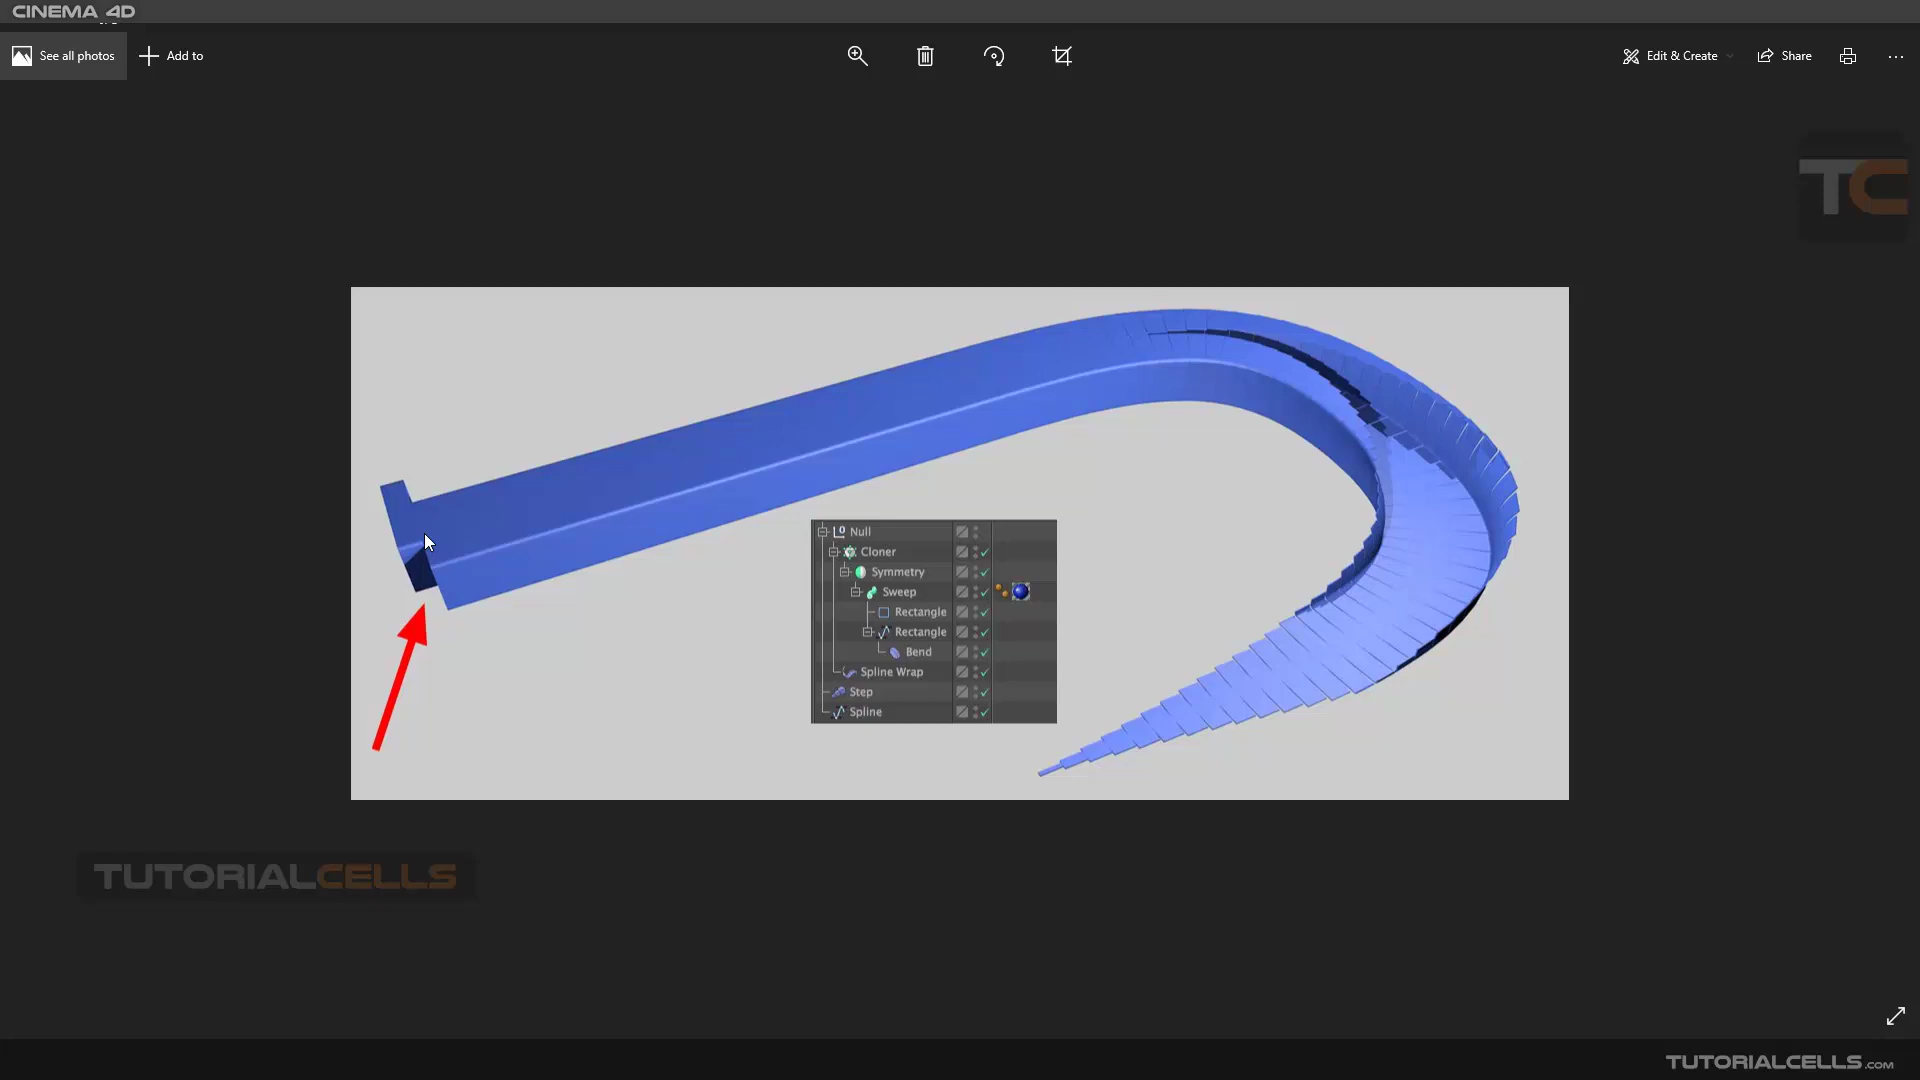 CINEMA 4D
See all photos
Add to
Edit & Create
Share
TC
Null
Cloner
Symmetry
Sweep
Rectangle
Rectangle
Bend
Spline Wrap
Step
Spline
TUTORIALCELLS
TUTORIALCELLS.COM